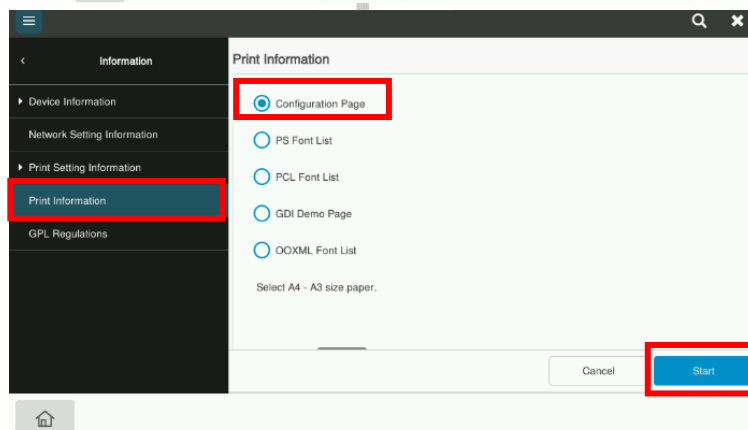 Information
Print Information
Device Information
Network Setting Information
Print Setting Information
Print Information
GPL Regulations
Configuration Page
PS Font List
PCL Font List
GDI Demo Page
OOXML Font List
Select A4 - A3 size paper.
Cancel
Start